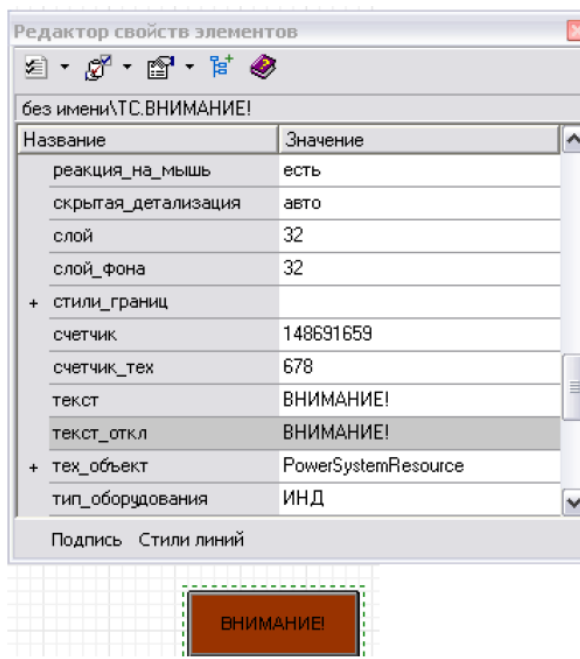 Редактор свойств элементов
без имени\ТС.ВНИМАНИЕ!
Название Значение
реакция_на_мышь есть
скрытая_детализация авто
слой 32
слой_фона 32
+ стили_границ
счетчик 148691659
счетчик_тех 678
текст ВНИМАНИЕ!
текст_откл ВНИМАНИЕ!
+ тех_объект PowerSystemResource
тип_оборудования ИНД
Подпись Стили линий
ВНИМАНИЕ!